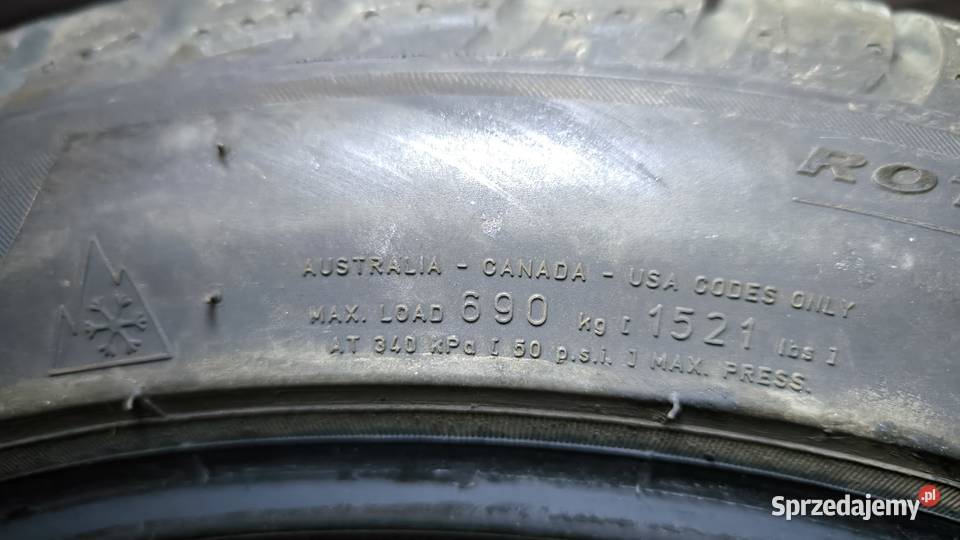 ROT
AUSTRALIA - CANADA - USA CODES ONLY
MAX. LOAD 690 kg [ 1521 lbs ]
AT 340 kPa [ 50 p.s.i. ] MAX. PRESS.
Sprzedajemy.pl